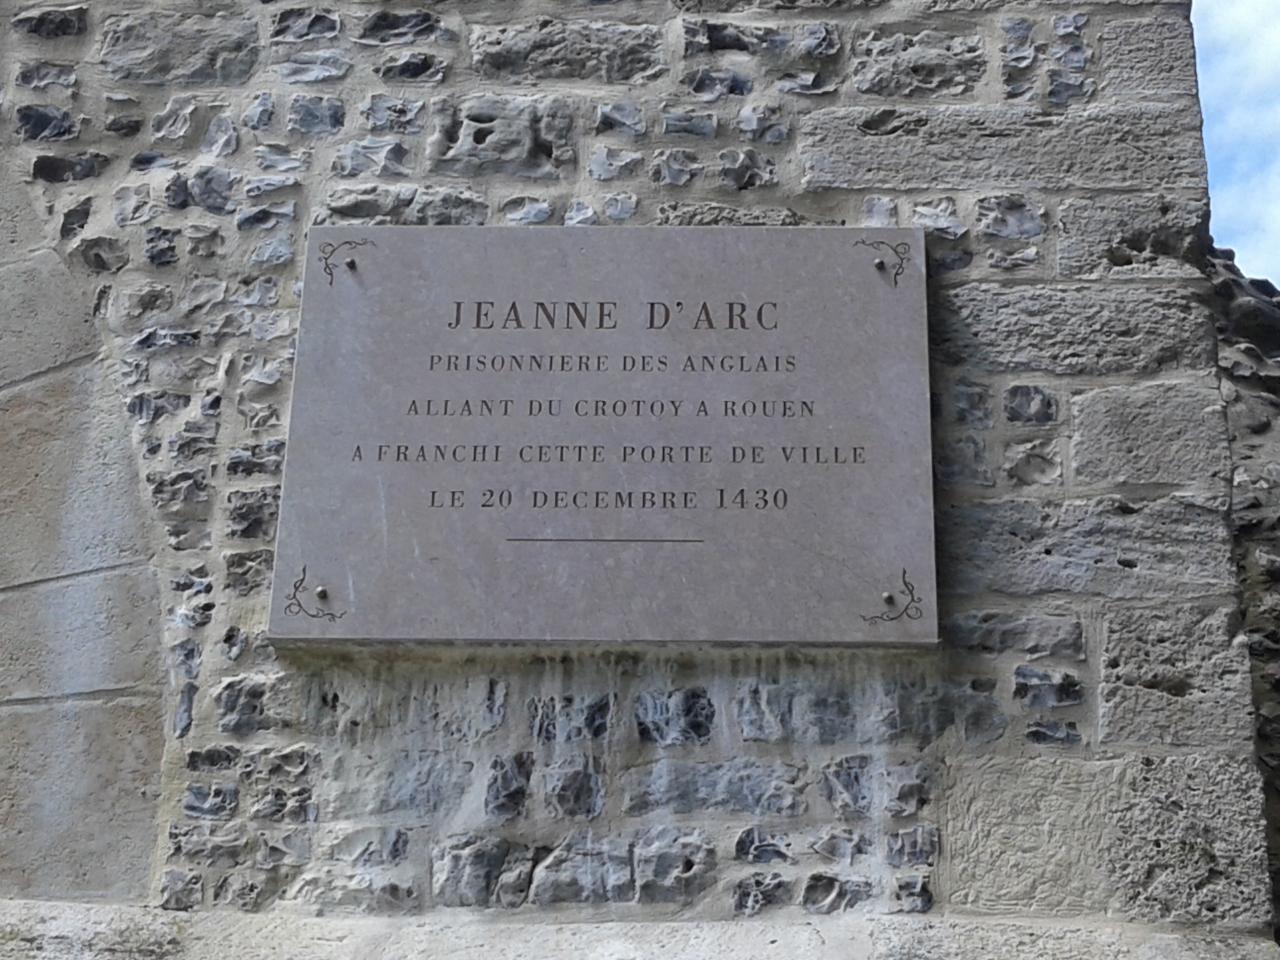 JEANNE D'ARC
PRISONNIERE DES ANGLAIS
ALLANT DU CROTOY A ROUEN
A FRANCHI CETTE PORTE DE VILLE
LE 20 DECEMBRE 1430